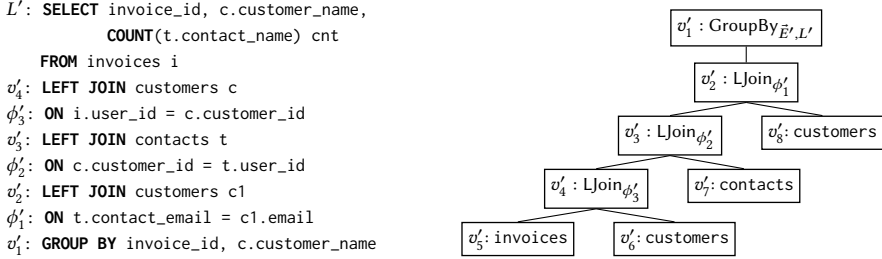 L′: SELECT invoice_id, c.customer_name,
COUNT(t.contact_name) cnt
FROM invoices i
v′₄: LEFT JOIN customers c
ϕ′₃: ON i.user_id = c.customer_id
v′₃: LEFT JOIN contacts t
ϕ′₂: ON c.customer_id = t.user_id
v′₂: LEFT JOIN customers c1
ϕ′₁: ON t.contact_email = c1.email
v′₁: GROUP BY invoice_id, c.customer_name
v′₁ : GroupBy_{E⃗′,L′}
v′₂ : LJoin_{ϕ′₁}
v′₃ : LJoin_{ϕ′₂}
v′₈: customers
v′₄ : LJoin_{ϕ′₃}
v′₇: contacts
v′₅: invoices
v′₆: customers